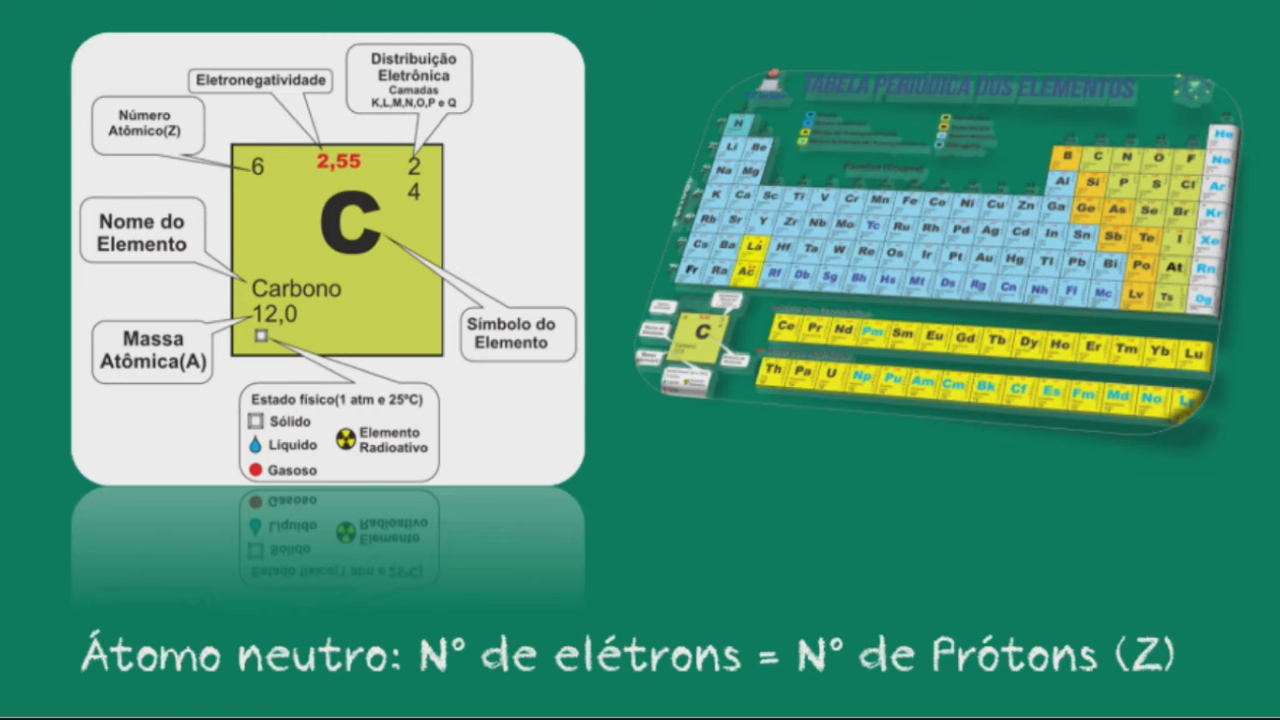 Distribuição
Eletrônica
Camadas
K,L,M,N,O,P e Q
Eletronegatividade
Número
Atômico(Z)
6
2,55
2
4
C
Nome do
Elemento
Carbono
12,0
Massa
Atômica(A)
Símbolo do
Elemento
Estado físico(1 atm e 25ºC)
Sólido
Líquido
Gasoso
Elemento
Radioativo
TABELA PERIÓDICA DOS ELEMENTOS
H He
Li Be B C N O F Ne
Na Mg Al Si P S Cl Ar
K Ca Sc Ti V Cr Mn Fe Co Ni Cu Zn Ga Ge As Se Br Kr
Rb Sr Y Zr Nb Mo Tc Ru Rh Pd Ag Cd In Sn Sb Te I Xe
Cs Ba La Hf Ta W Re Os Ir Pt Au Hg Tl Pb Bi Po At Rn
Fr Ra Ac Rf Db Sg Bh Hs Mt Ds Rg Cn Nh Fl Mc Lv Ts Og
Ce Pr Nd Pm Sm Eu Gd Tb Dy Ho Er Tm Yb Lu
Th Pa U Np Pu Am Cm Bk Cf Es Fm Md No Lr
C
Átomo neutro: Nº de elétrons = Nº de Prótons (Z)